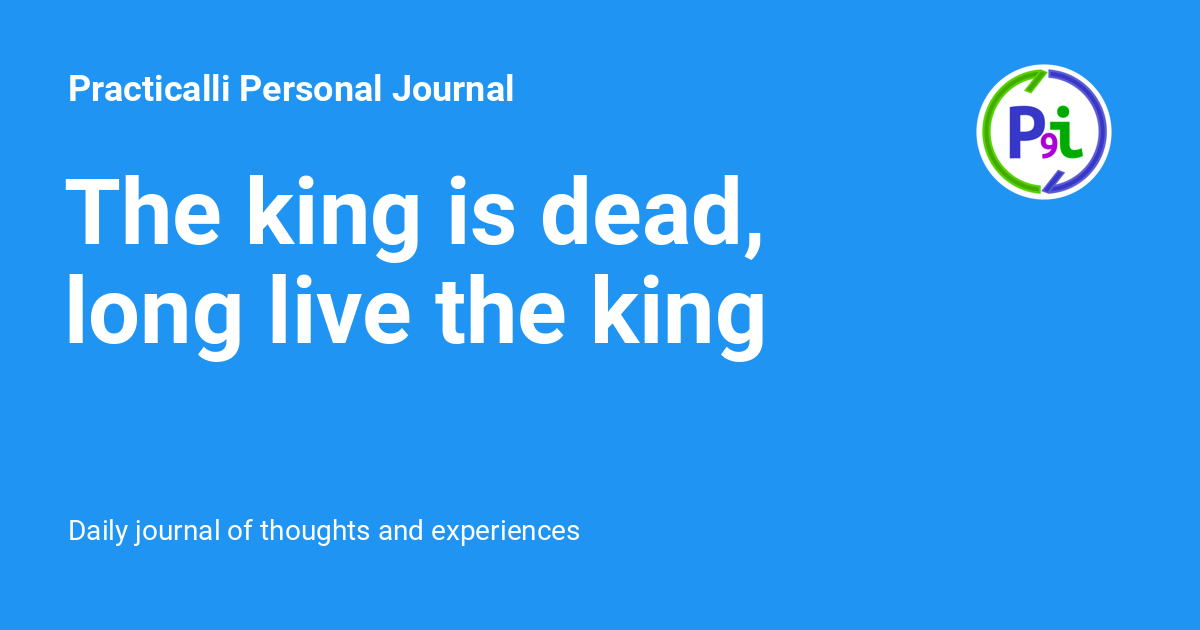 Practicalli Personal Journal
P9i
The king is dead,
long live the king
Daily journal of thoughts and experiences